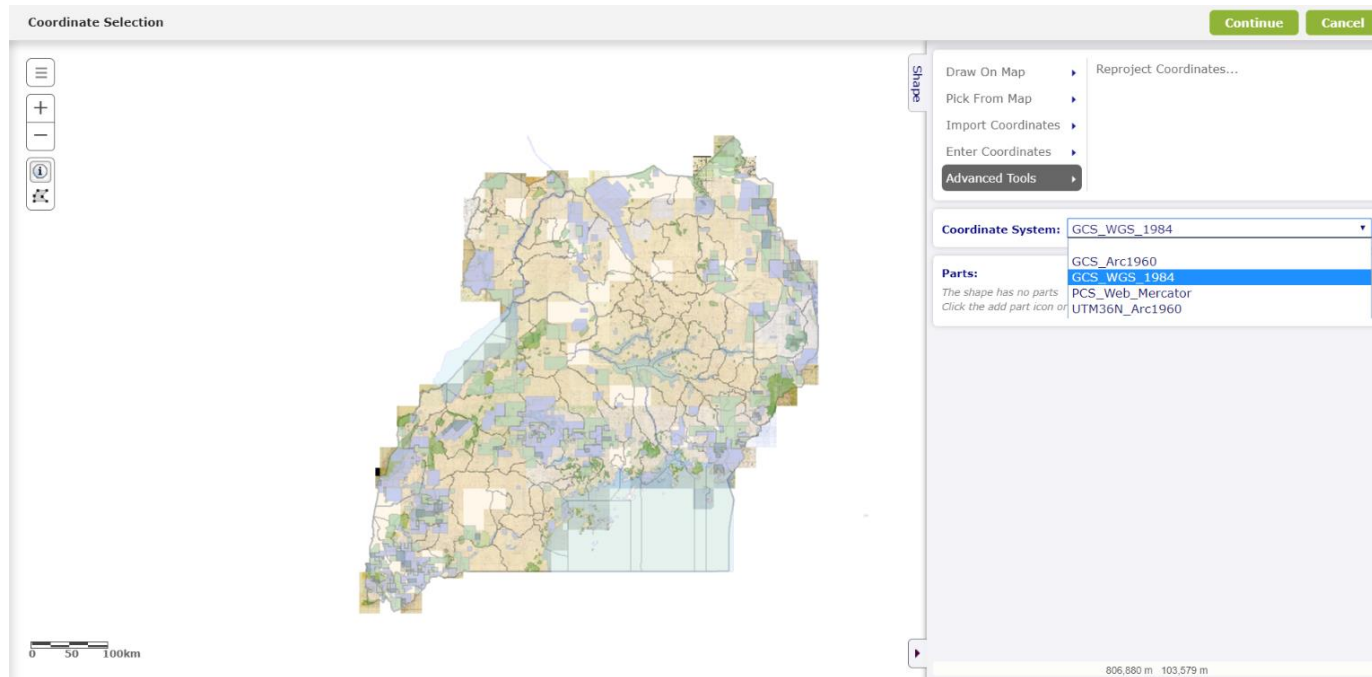 Coordinate Selection
Continue
Cancel
Shape
Draw On Map
Reproject Coordinates...
Pick From Map
Import Coordinates
Enter Coordinates
Advanced Tools
Coordinate System: GCS_WGS_1984
GCS_Arc1960
GCS_WGS_1984
PCS_Web_Mercator
UTM36N_Arc1960
Parts:
The shape has no parts
Click the add part icon or
0 50 100km
806,880 m 103,579 m